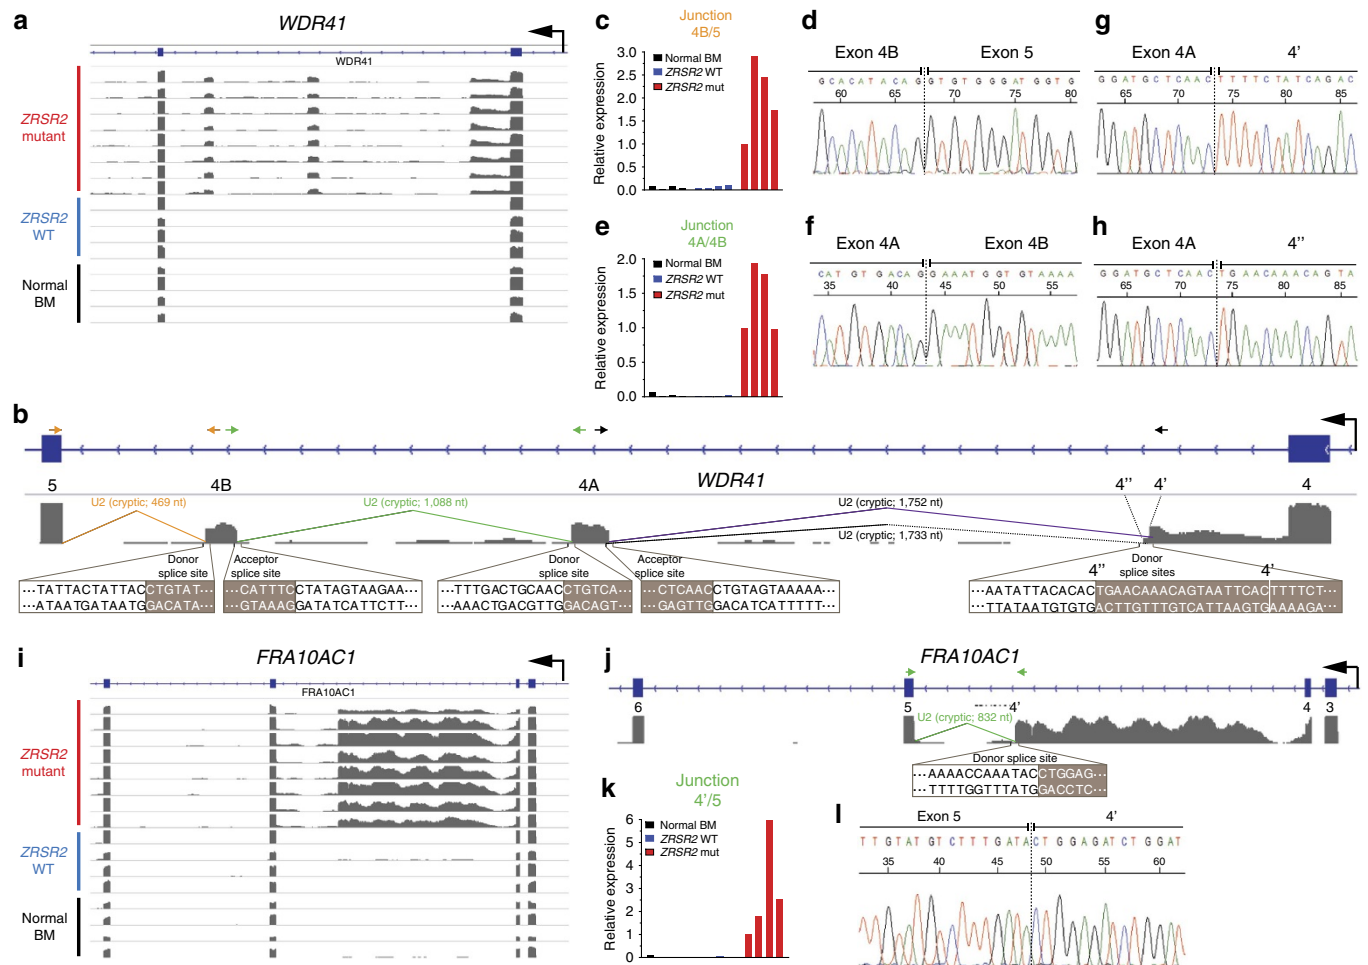 a
WDR41
WDR41
ZRSR2
mutant
ZRSR2
WT
Normal
BM
c
Junction
4B/5
Relative expression
3.0
2.5
2.0
1.5
1.0
0.5
0.0
Normal BM
ZRSR2 WT
ZRSR2 mut
d
Exon 4B Exon 5
GCACATACAG GTGTGGGATGGTG
60 70 75 80
g
Exon 4A 4'
GGATGCTCAAC TTTTCTATCAGAC
65 70 75 80 85
e
Junction
4A/4B
Relative expression
2.0
1.5
1.0
0.5
0.0
Normal BM
ZRSR2 WT
ZRSR2 mut
f
Exon 4A Exon 4B
CATGTGACAG GAAATGGTGTAAAA
35 40 45 50 55
h
Exon 4A 4''
GGATGCTCAAC TGAACAAACAGTA
65 70 75 80 85
b
WDR41
5 4B 4A 4'' 4' 4
U2 (cryptic; 469 nt)
U2 (cryptic; 1,088 nt)
U2 (cryptic; 1,752 nt)
U2 (cryptic; 1,733 nt)
Donor
splice site
Acceptor
splice site
Donor
splice site
Acceptor
splice site
Donor
splice sites
4'' 4'
···TATTACTATTACCTGTAT···
···ATAATGATAATGGACATA···
···CATTTCCTATAGTAAGAA···
···GTAAAGGATATCATTCTT···
···TTTGACTGCAACCTGTCA···
···AAACTGACGTTGGACAGT···
···CTCAACCTGTAGTAAAAA···
···GAGTTGGACATCATTTTT···
···AATATTACACACTGAACAAACAGTAATTCACTTTTCT···
···TTATAATGTGTGACTTGTTTGTCATTAAGTGAAAAGA···
i
FRA10AC1
FRA10AC1
ZRSR2
mutant
ZRSR2
WT
Normal
BM
j
FRA10AC1
6 5 4' 4 3
U2 (cryptic; 832 nt)
Donor splice site
···AAAACCAAATACCTGGAG···
···TTTTGGTTTATGGACCTC···
k
Junction
4'/5
Relative expression
6
5
4
3
2
1
0
Normal BM
ZRSR2 WT
ZRSR2 mut
l
Exon 5 4'
TTGTATGTCTTTGATACTGGAGATCTGGAT
35 40 45 50 55 60